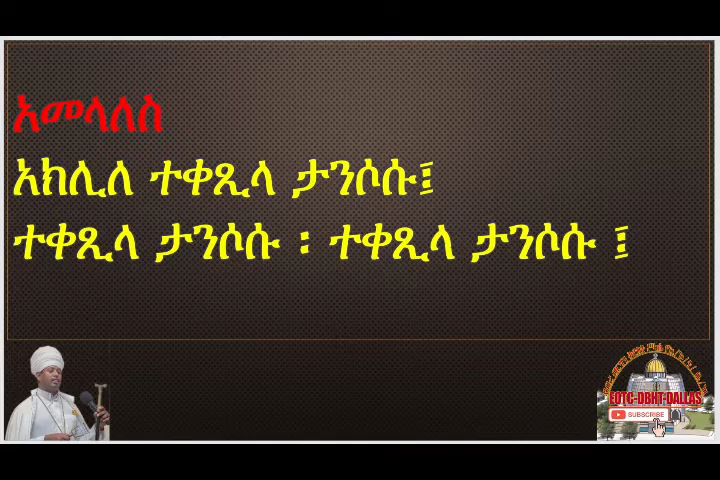 አመላለስ
አክሊለ ተቀጺላ ታንሶሱ፤
ተቀጺላ ታንሶሱ ፡ ተቀጺላ ታንሶሱ ፤
EOTC-DBHT-DALLAS
SUBSCRIBE